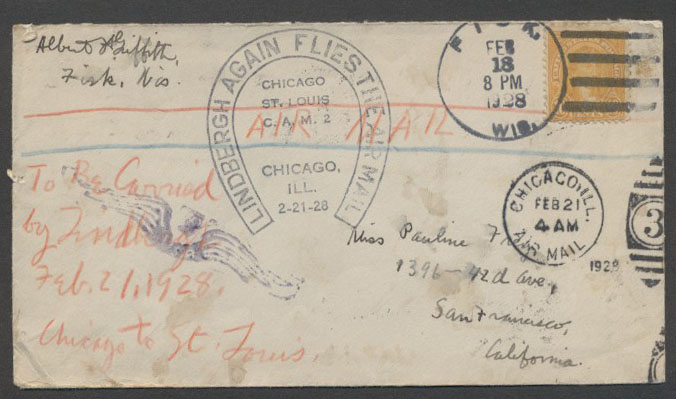 Albert H. Griffith,
Fisk, Wis.
LINDBERGH AGAIN FLIES THE AIR MAIL
CHICAGO
ST. LOUIS
C. A. M. 2
CHICAGO,
ILL.
2-21-28
FISK,
FEB
18
8 PM
1928
WIS.
AIR MAIL
To Be Carried
by Lindbergh
Feb. 21, 1928.
Chicago to St. Louis.
CHICAGO, ILL.
FEB 21
4 AM
AIR MAIL
1928
3
Miss Pauline
1396 - 42d Ave,
San Francisco,
California.